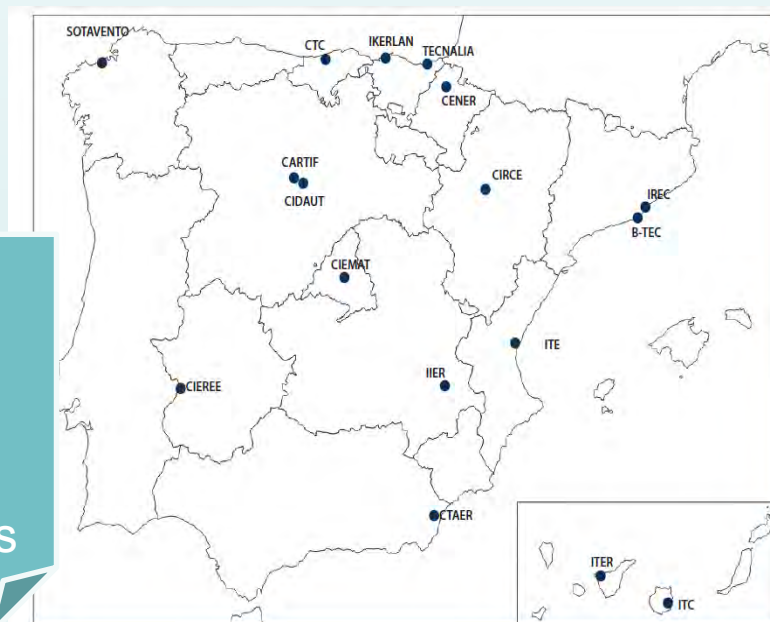 SOTAVENTO
CTC
IKERLAN
TECNALIA
CENER
CARTIF
CIDAUT
CIRCE
IREC
B-TEC
CIEMAT
ITE
IIER
CIEREE
CTAER
S
ITER
ITC